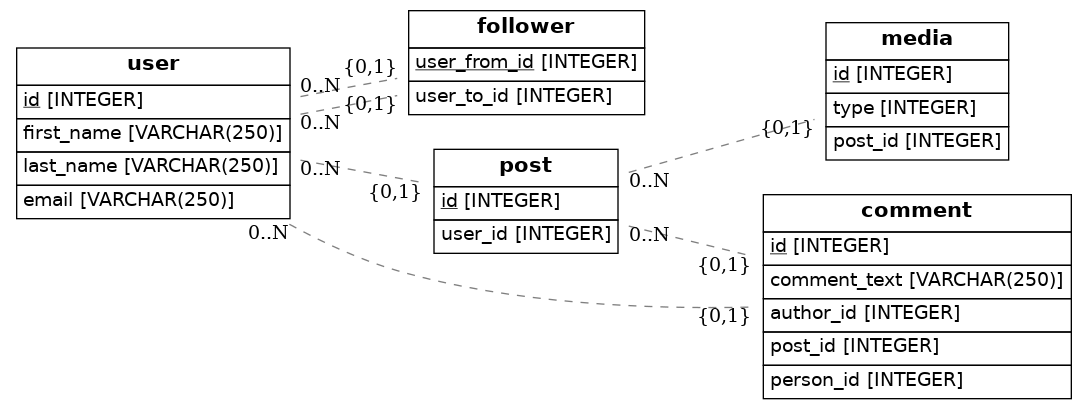 user
id [INTEGER]
first_name [VARCHAR(250)]
last_name [VARCHAR(250)]
email [VARCHAR(250)]
follower
user_from_id [INTEGER]
user_to_id [INTEGER]
{0,1}
0..N
{0,1}
0..N
0..N
{0,1}
0..N
post
id [INTEGER]
user_id [INTEGER]
{0,1}
0..N
0..N
{0,1}
{0,1}
media
id [INTEGER]
type [INTEGER]
post_id [INTEGER]
comment
id [INTEGER]
comment_text [VARCHAR(250)]
author_id [INTEGER]
post_id [INTEGER]
person_id [INTEGER]